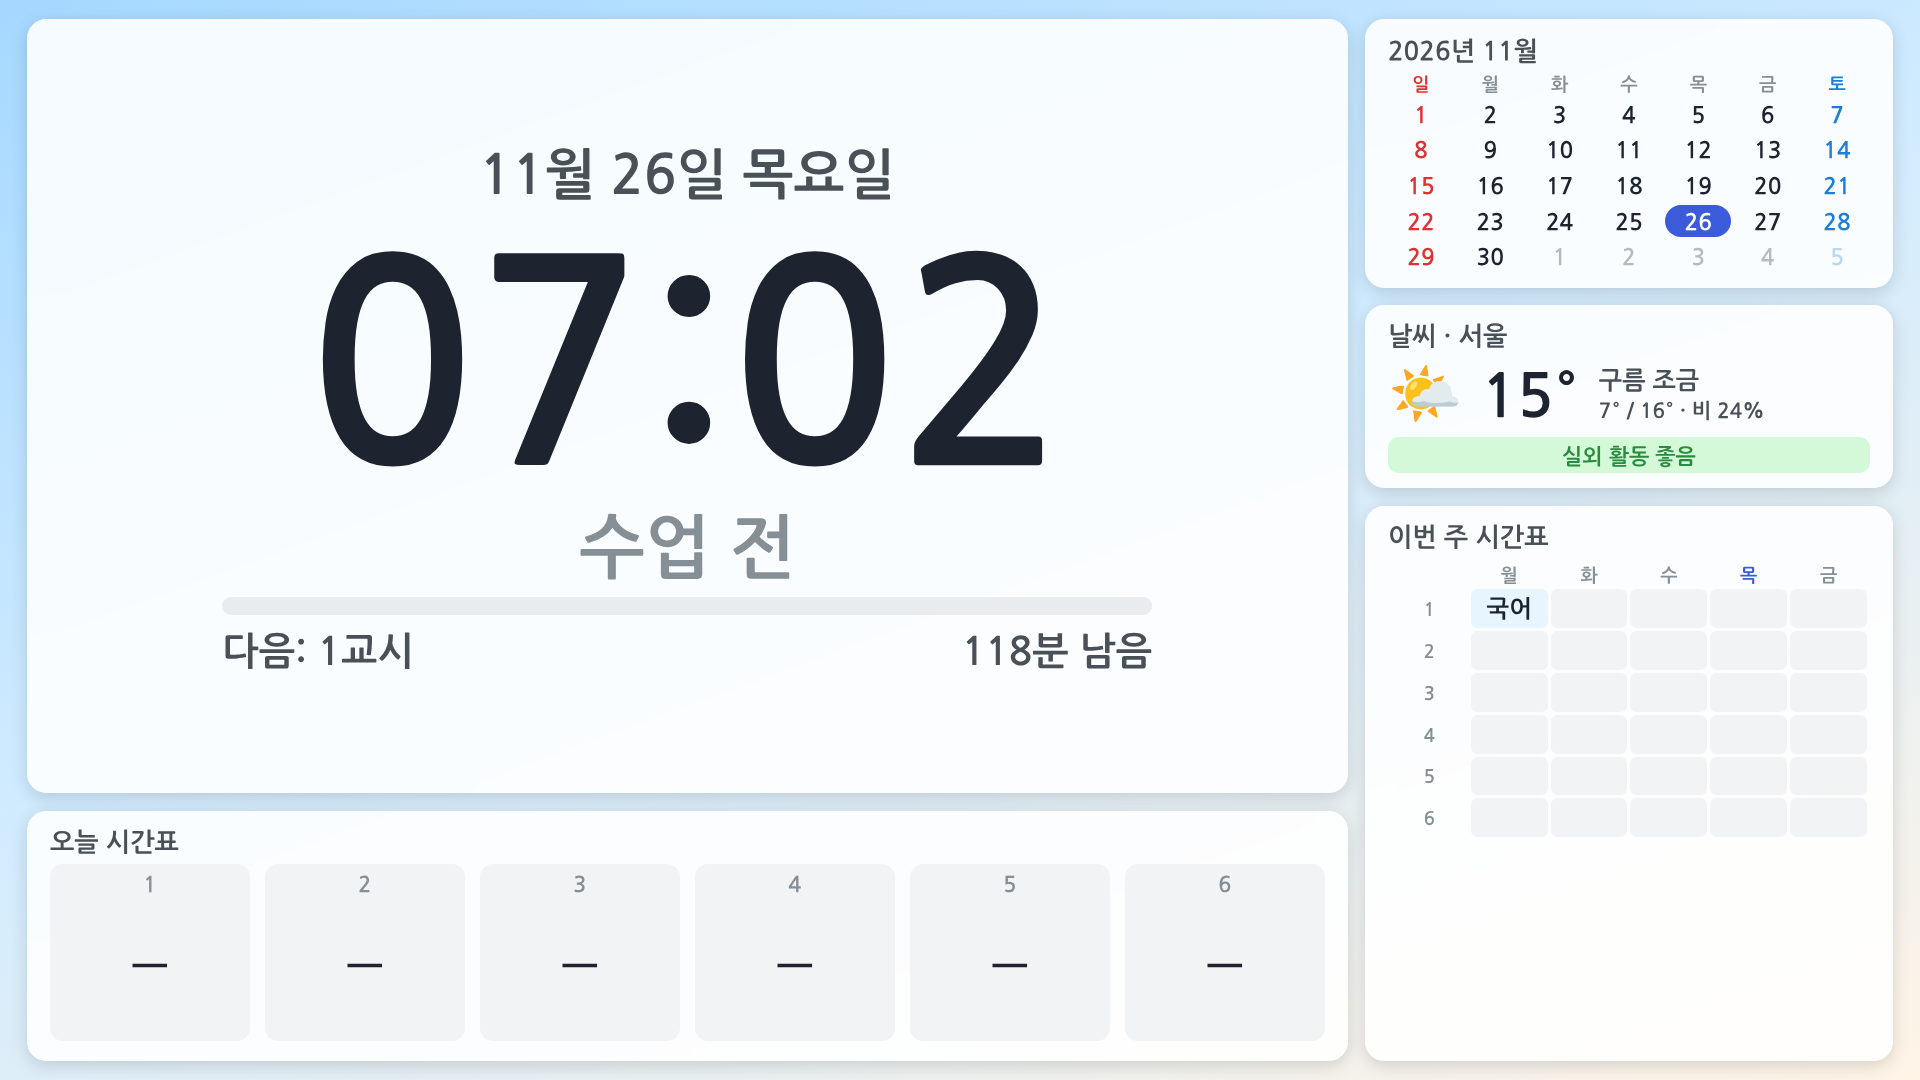 11월 26일 목요일
07:02
수업 전
다음: 1교시
118분 남음
오늘 시간표
1 2 3 4 5 6
— — — — — —
2026년 11월
일 월 화 수 목 금 토
1 2 3 4 5 6 7
8 9 10 11 12 13 14
15 16 17 18 19 20 21
22 23 24 25 26 27 28
29 30 1 2 3 4 5
날씨 · 서울
15°
구름 조금
7° / 16° · 비 24%
실외 활동 좋음
이번 주 시간표
월 화 수 목 금
1 국어
2
3
4
5
6